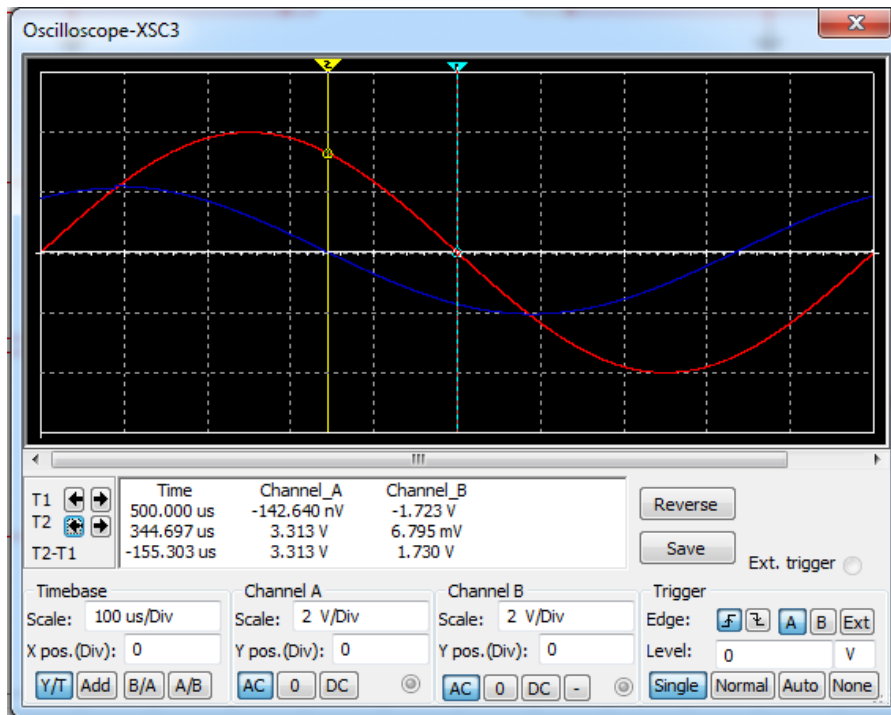 Oscilloscope-XSC3
2 1
T1
T2
T2-T1
Time Channel_A Channel_B
500.000 us -142.640 nV -1.723 V
344.697 us 3.313 V 6.795 mV
-155.303 us 3.313 V 1.730 V
Reverse
Save
Ext. trigger
Timebase
Scale: 100 us/Div
X pos.(Div): 0
Y/T Add B/A A/B
Channel A
Scale: 2 V/Div
Y pos.(Div): 0
AC 0 DC
Channel B
Scale: 2 V/Div
Y pos.(Div): 0
AC 0 DC -
Trigger
Edge: A B Ext
Level: 0 V
Single Normal Auto None